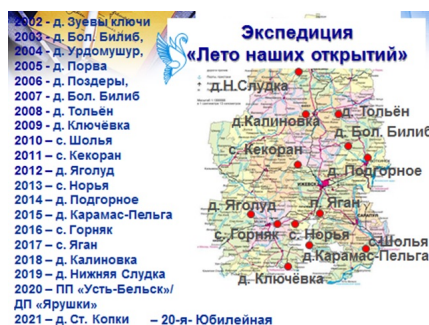 Экспедиция
«Лето наших открытий»
2002 - д. Зуевы ключи
2003 - д. Бол. Билиб,
2004 - д. Урдомушур,
2005 - д. Порва
2006 - д. Поздеры,
2007 - д. Бол. Билиб
2008 - д. Тольён
2009 - д. Ключёвка
2010 – с. Шолья
2011 – с. Кекоран
2012 – д. Яголуд
2013 – с. Норья
2014 – д. Подгорное
2015 – д. Карамас-Пельга
2016 – с. Горняк
2017 – с. Яган
2018 – д. Калиновка
2019 – д. Нижняя Слудка
2020 – ПП «Усть-Бельск»/
ДП «Ярушки»
2021 – д. Ст. Копки – 20-я- Юбилейная
д.Н.Слудка
д. Тольён
д.Калиновка
д. Бол. Билиб
с. Кекоран
д. Подгорное
ИЖЕВСК
д. Яголуд
п. Яган
с. Горняк
с. Норья
с.Шолья
д.Карамас-Пельга
д. Ключёвка